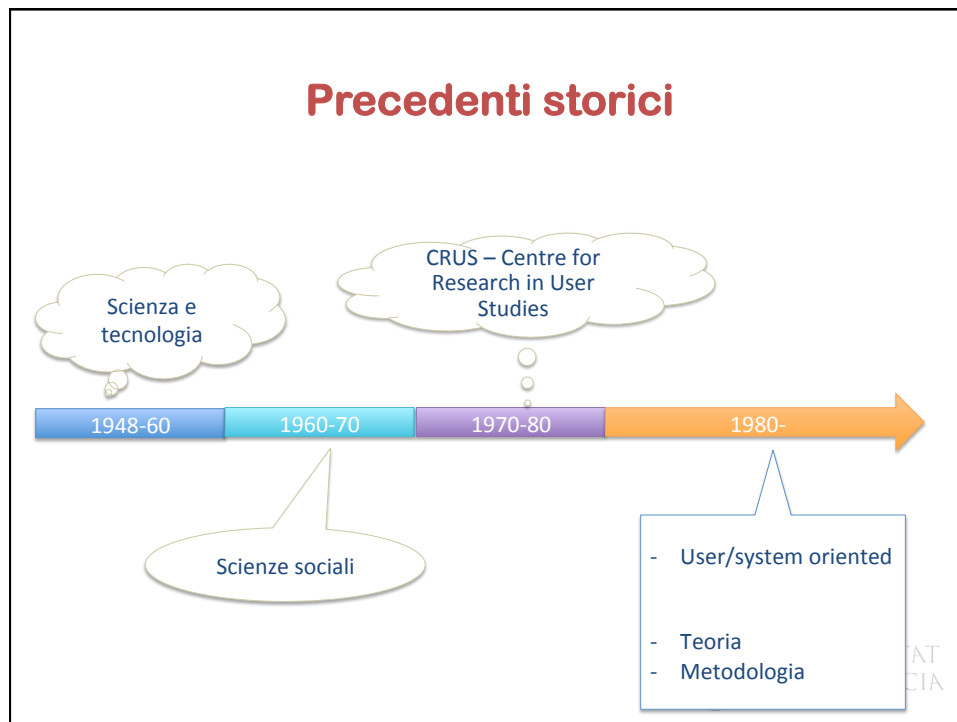 Precedenti storici
CRUS – Centre for
Research in User
Studies
Scienza e
tecnologia
1948-60
1960-70
1970-80
1980-
Scienze sociali
- User/system oriented
- Teoria
- Metodologia